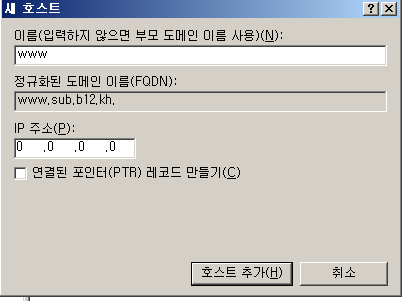 새 호스트
이름(입력하지 않으면 부모 도메인 이름 사용)(N):
www
정규화된 도메인 이름(FQDN):
www.sub.b12.kh.
IP 주소(P):
0 .0 .0 .0
연결된 포인터(PTR) 레코드 만들기(C)
호스트 추가(H) 취소